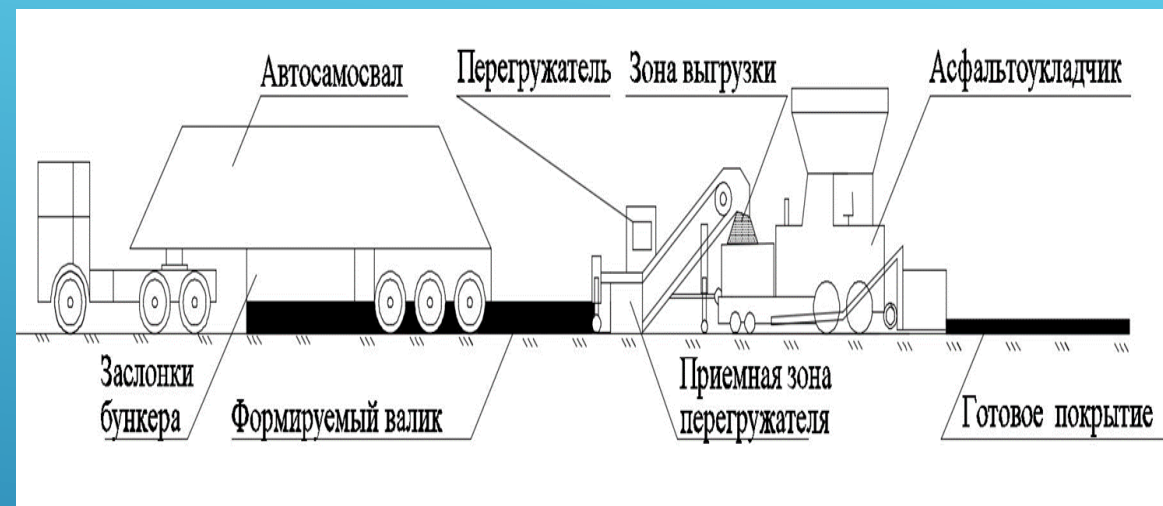 Автосамосвал
Перегружатель
Зона выгрузки
Асфальтоукладчик
Заслонки
бункера
Формируемый валик
Приемная зона
перегружателя
Готовое покрытие